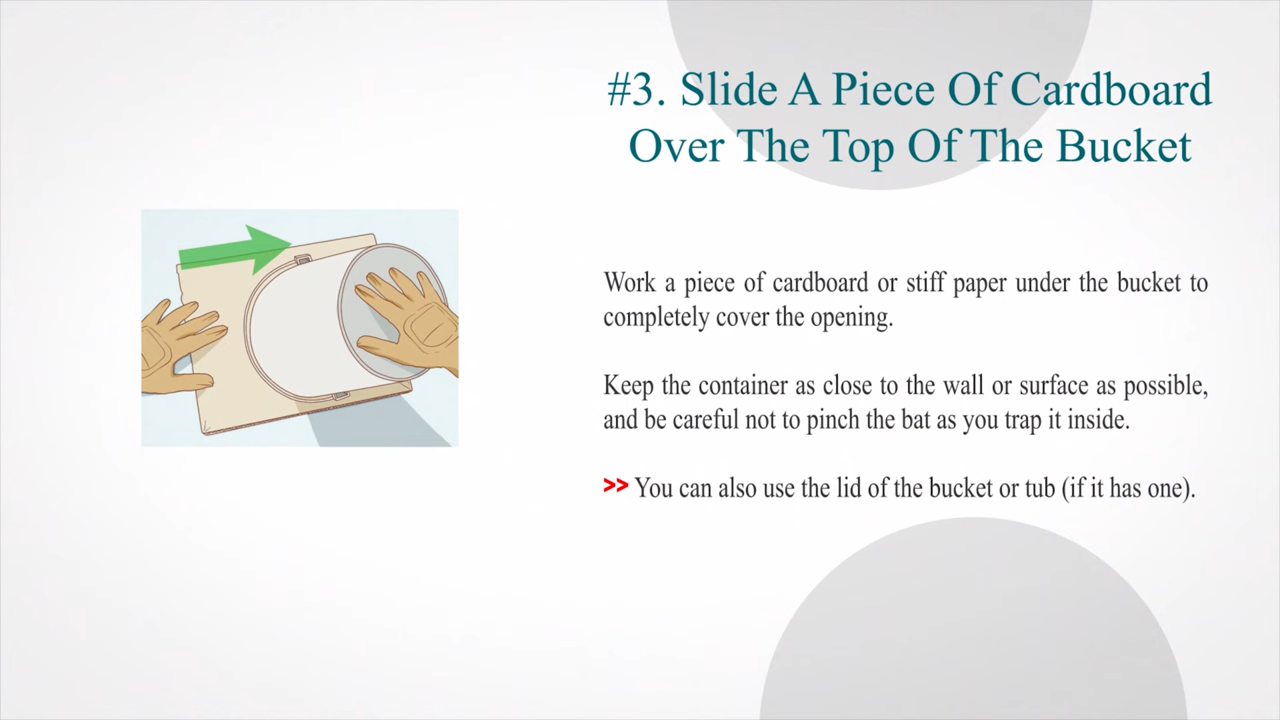 #3. Slide A Piece Of Cardboard
Over The Top Of The Bucket
Work a piece of cardboard or stiff paper under the bucket to
completely cover the opening.
Keep the container as close to the wall or surface as possible,
and be careful not to pinch the bat as you trap it inside.
>> You can also use the lid of the bucket or tub (if it has one).